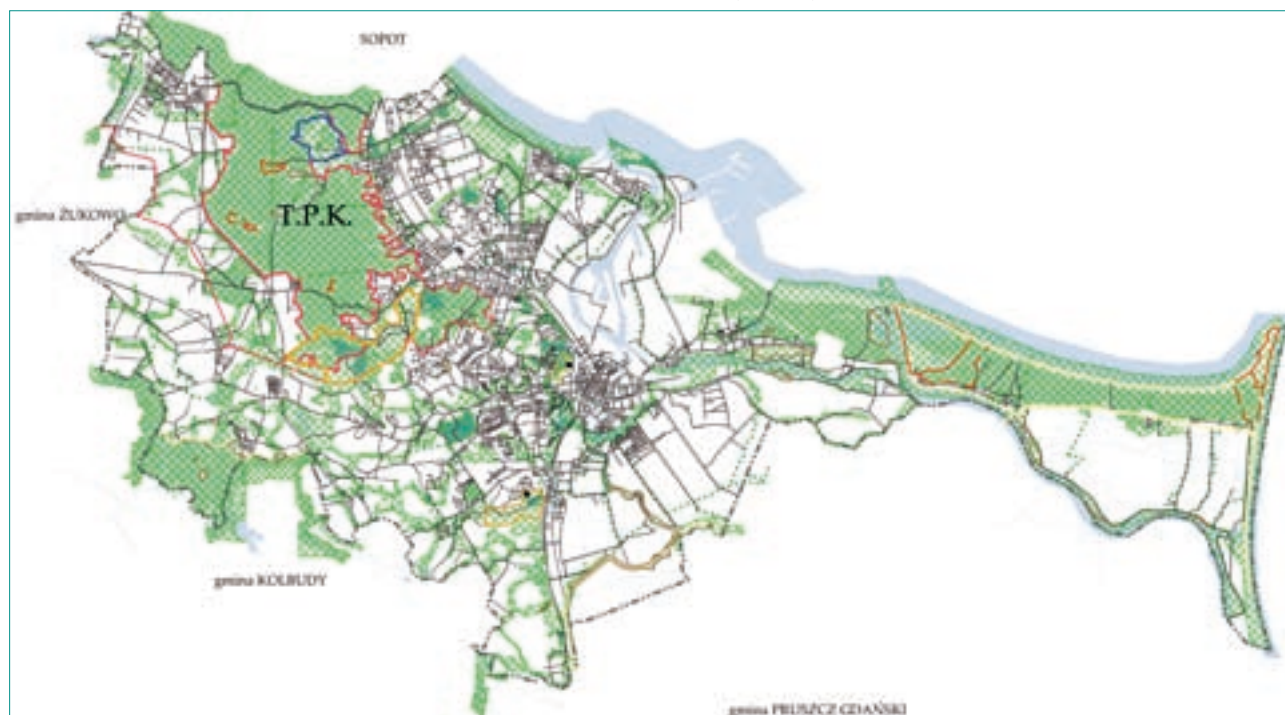 SOPOT
gmina ŻUKOWO
T.P.K.
gmina KOLBUDY
gmina PRUSZCZ GDAŃSKI